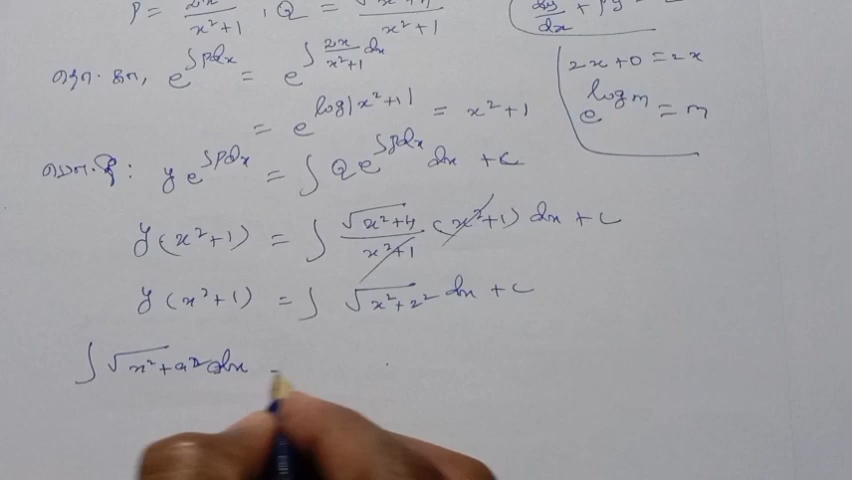 P = 2x/(x²+1) , Q = √(x²+4)/(x²+1)
dy/dx + Py = Q
தொ. கா, e^∫Pdx = e^∫(2x/(x²+1))dx
2x + 0 = 2x
= e^log|x²+1| = x²+1
e^log m = m
y e^∫Pdx = ∫ Q e^∫Pdx dx + C
y(x²+1) = ∫ √(x²+4)/(x²+1) (x²+1) dx + C
y(x²+1) = ∫ √(x²+2²) dx + C
∫ √(x²+a²) dx =